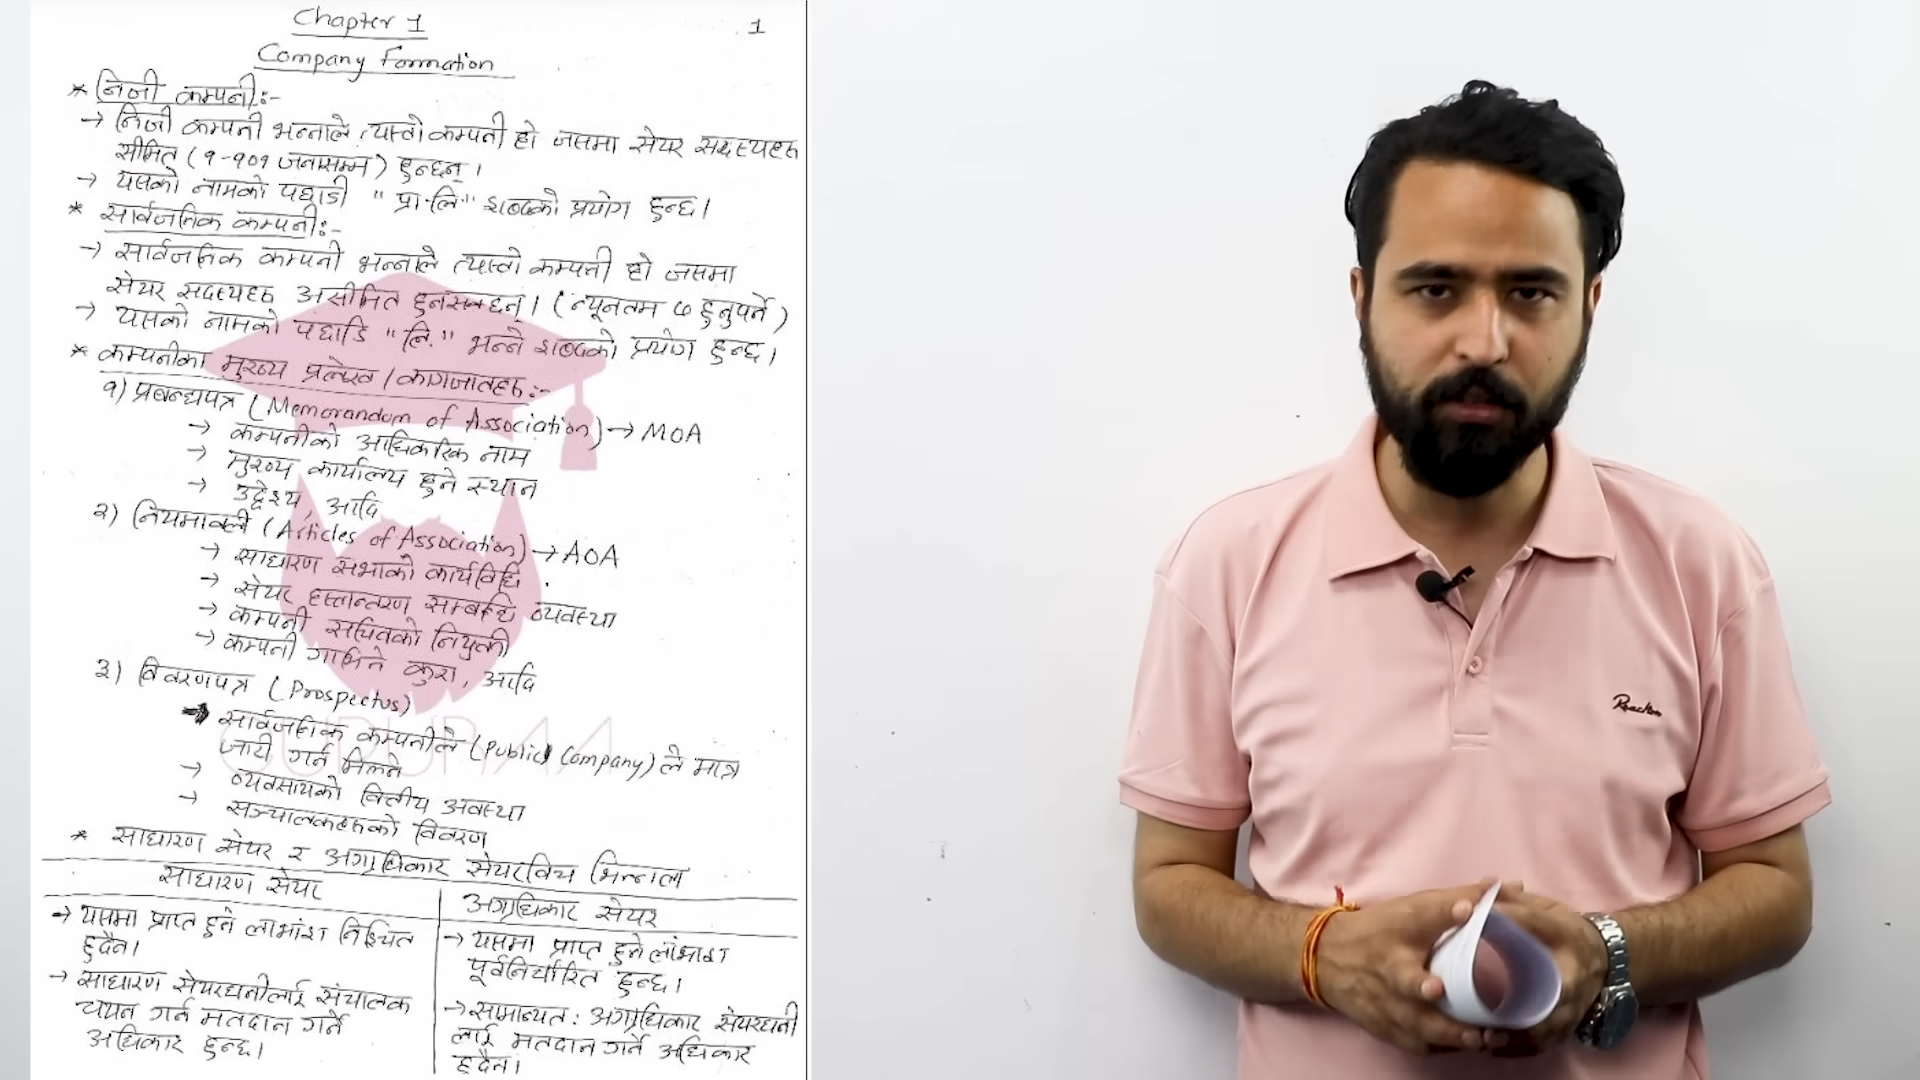 Chapter 1
1
Company Formation
* निजी कम्पनी:-
→ निजी कम्पनी भन्नाले त्यस्तो कम्पनी हो जसमा सेयर सदस्यहरु
सीमित (१-१०१ जनासम्म) हुन्छन् ।
→ यसको नामको पछाडी "प्रा.लि." शब्दको प्रयोग हुन्छ ।
* सार्वजनिक कम्पनी:-
→ सार्वजनिक कम्पनी भन्नाले त्यस्तो कम्पनी हो जसमा
सेयर सदस्यहरु असीमित हुनसक्छन् । (न्यूनतम ७ हुनुपर्ने)
→ यसको नामको पछाडि "लि." भन्ने शब्दको प्रयोग हुन्छ ।
* कम्पनीका मुख्य प्रलेख/कागजातहरु:-
१) प्रबन्धपत्र (Memorandum of Association) → MOA
→ कम्पनीको आधिकारिक नाम
→ मुख्य कार्यालय हुने स्थान
→ उद्देश्य, आदि
२) नियमावली (Articles of Association) → AOA
→ साधारण सभाको कार्यविधि
→ सेयर हस्तान्तरण सम्बन्धि व्यवस्था
→ कम्पनी सचिवको नियुक्ती
→ कम्पनी गाभिने कुरा, आदि
३) विवरणपत्र (Prospectus)
→ सार्वजनिक कम्पनीले (Public Company) ले मात्र
जारी गर्न मिल्ने
→ व्यवसायको वित्तीय अवस्था
→ सञ्चालकहरुको विवरण
* साधारण सेयर र अग्राधिकार सेयरविच भिन्नता
साधारण सेयर
→ यसमा प्राप्त हुने लाभांश निश्चित
हुदैन ।
→ साधारण सेयरधनीलाई संचालक
चयन गर्न मतदान गर्ने
अधिकार हुन्छ ।
अग्राधिकार सेयर
→ यसमा प्राप्त हुने लाभांश
पूर्वनिर्धारित हुन्छ ।
→ सामान्यत: अग्राधिकार सेयरधनी
लाई मतदान गर्ने अधिकार
हुदैन ।
GURUPRAA
Reaction